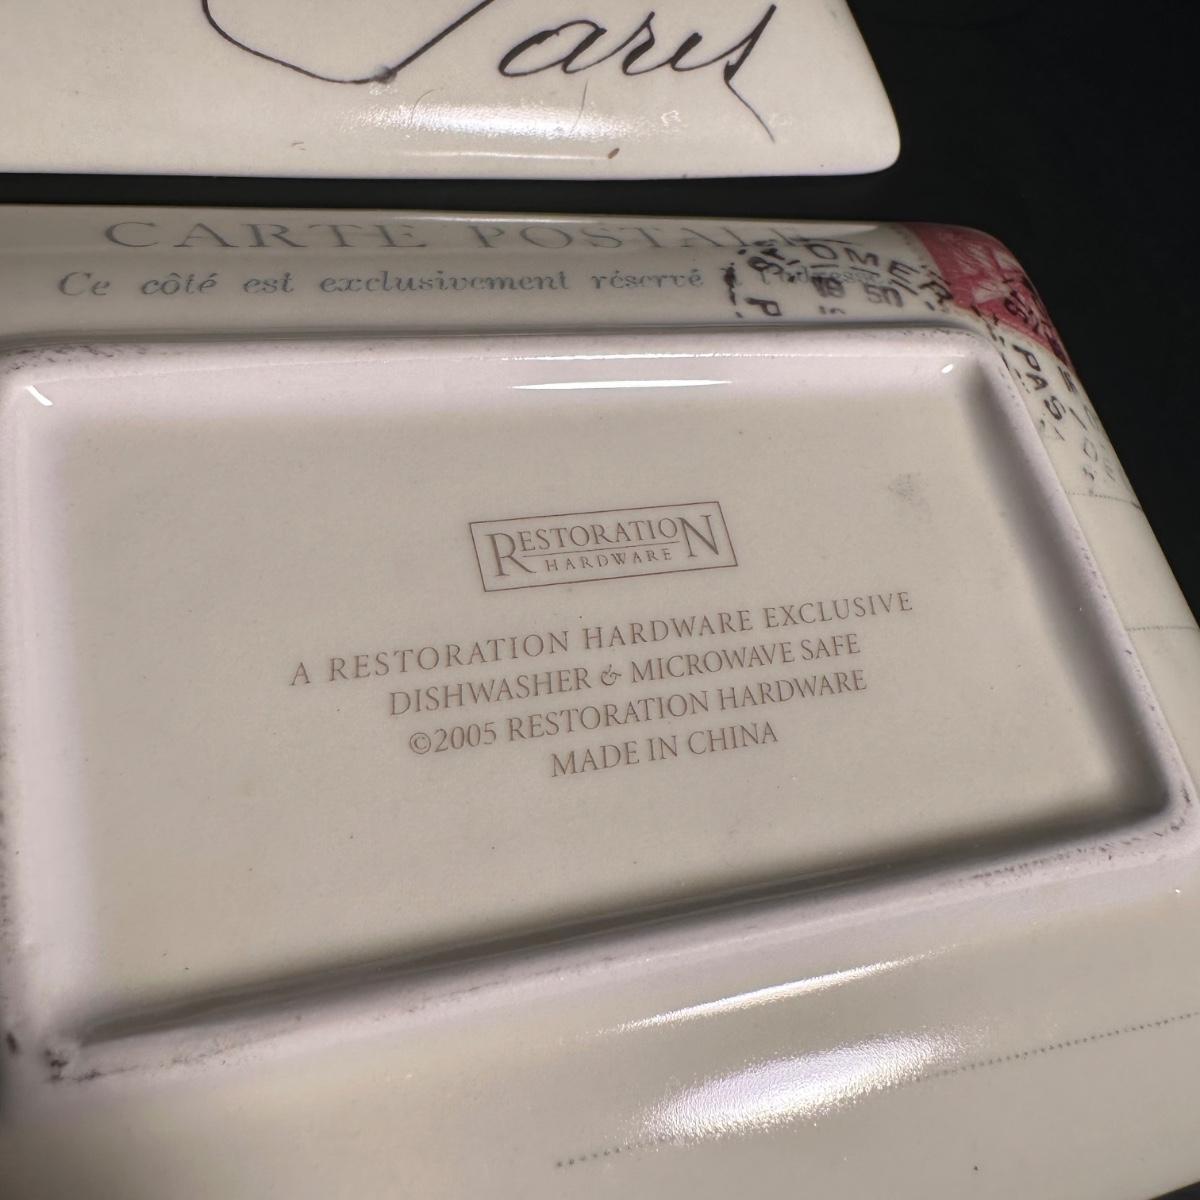 Paris
CARTE POSTALE
Ce côté est exclusivement réservé à l'adresse
RESTORATION
HARDWARE
A RESTORATION HARDWARE EXCLUSIVE
DISHWASHER & MICROWAVE SAFE
©2005 RESTORATION HARDWARE
MADE IN CHINA